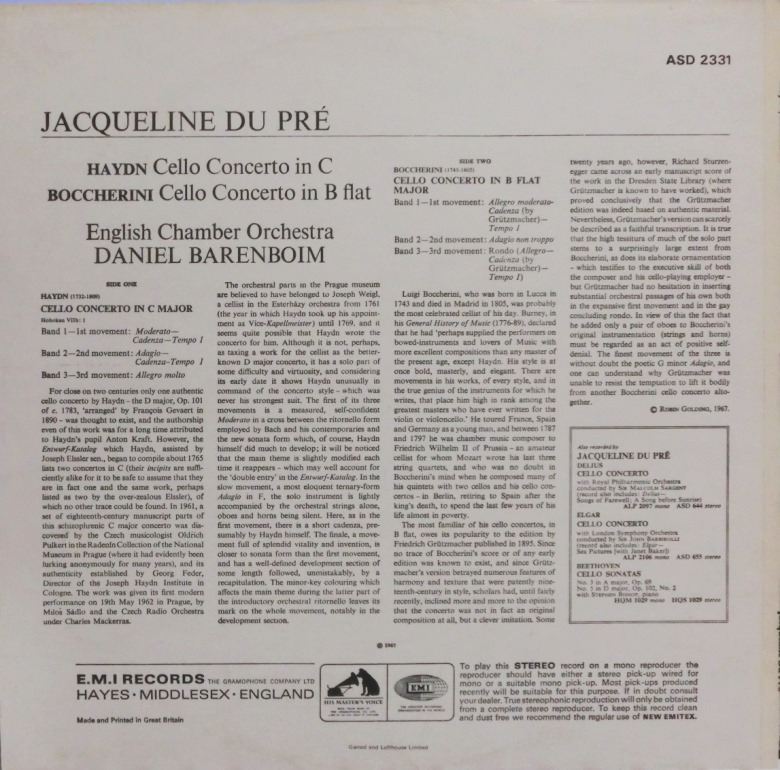 ASD 2331
JACQUELINE DU PRÉ
HAYDN Cello Concerto in C
BOCCHERINI Cello Concerto in B flat
English Chamber Orchestra
DANIEL BARENBOIM
SIDE ONE
HAYDN (1732-1809)
CELLO CONCERTO IN C MAJOR
Hoboken VIIb: 1
Band 1—1st movement: Moderato—
Cadenza—Tempo I
Band 2—2nd movement: Adagio—
Cadenza—Tempo I
Band 3—3rd movement: Allegro molto
For close on two centuries only one authentic
cello concerto by Haydn - the D major, Op. 101
of c. 1783, 'arranged' by François Gevaert in
1890 - was thought to exist, and the authorship
even of this work was for a long time attributed
to Haydn's pupil Anton Kraft. However, the
Entwurf-Katalog which Haydn, assisted by
Joseph Elssler sen., began to compile about 1765
lists two concertos in C (their incipits are suffi-
ciently alike for it to be safe to assume that they
are in fact one and the same work, perhaps
listed as two by the over-zealous Elssler), of
which no other trace could be found. In 1961, a
set of eighteenth-century manuscript parts of
this schizophrenic C major concerto was dis-
covered by the Czech musicologist Oldrich
Pulkert in the Radenin Collection of the National
Museum in Prague (where it had evidently been
lurking anonymously for many years), and its
authenticity established by Georg Feder,
Director of the Joseph Haydn Institute in
Cologne. The work was given its first modern
performance on 19th May 1962 in Prague, by
Miloš Sádlo and the Czech Radio Orchestra
under Charles Mackerras.
The orchestral parts in the Prague museum
are believed to have belonged to Joseph Weigl,
a cellist in the Esterházy orchestra from 1761
(the year in which Haydn took up his appoint-
ment as Vice-Kapellmeister) until 1769, and it
seems quite possible that Haydn wrote the
concerto for him. Although it is not, perhaps,
as taxing a work for the cellist as the better-
known D major concerto, it has a solo part of
some difficulty and virtuosity, and considering
its early date it shows Haydn unusually in
command of the concerto style - which was
never his strongest suit. The first of its three
movements is a measured, self-confident
Moderato in a cross between the ritornello form
employed by Bach and his contemporaries and
the new sonata form which, of course, Haydn
himself did much to develop; it will be noticed
that the main theme is slightly modified each
time it reappears - which may well account for
the 'double entry' in the Entwurf-Katalog. In the
slow movement, a most eloquent ternary-form
Adagio in F, the solo instrument is lightly
accompanied by the orchestral strings alone,
oboes and horns being silent. Here, as in the
first movement, there is a short cadenza, pre-
sumably by Haydn himself. The finale, a move-
ment full of splendid vitality and invention, is
closer to sonata form than the first movement,
and has a well-defined development section of
some length followed, unmistakably, by a
recapitulation. The minor-key colouring which
affects the main theme during the latter part of
the introductory orchestral ritornello leaves its
mark on the whole movement, notably in the
development section.
SIDE TWO
BOCCHERINI (1743-1805)
CELLO CONCERTO IN B FLAT
MAJOR
Band 1—1st movement: Allegro moderato-
Cadenza (by
Grützmacher)—
Tempo I
Band 2—2nd movement: Adagio non troppo
Band 3—3rd movement: Rondo (Allegro—
Cadenza (by
Grützmacher)—
Tempo I)
Luigi Boccherini, who was born in Lucca in
1743 and died in Madrid in 1805, was probably
the most celebrated cellist of his day. Burney, in
his General History of Music (1776-89), declared
that he had 'perhaps supplied the performers on
bowed-instruments and lovers of Music with
more excellent compositions than any master of
the present age, except Haydn. His style is at
once bold, masterly, and elegant. There are
movements in his works, of every style, and in
the true genius of the instruments for which he
writes, that place him high in rank among the
greatest masters who have ever written for the
violin or violoncello.' He toured France, Spain
and Germany as a young man, and between 1787
and 1797 he was chamber music composer to
Friedrich Wilhelm II of Prussia - an amateur
cellist for whom Mozart wrote his last three
string quartets, and who was no doubt in
Boccherini's mind when he composed many of
his quintets with two cellos and his cello con-
certos - in Berlin, retiring to Spain after the
king's death, to spend the last few years of his
life almost in poverty.
The most familiar of his cello concertos, in
B flat, owes its popularity to the edition by
Friedrich Grützmacher published in 1895. Since
no trace of Boccherini's score or of any early
edition was known to exist, and since Grütz-
macher's version betrayed numerous features of
harmony and texture that were patently nine-
teenth-century in style, scholars had, until fairly
recently, inclined more and more to the opinion
that the concerto was not in fact an original
composition at all, but a clever imitation. Some
twenty years ago, however, Richard Sturzen-
egger came across an early manuscript score of
the work in the Dresden State Library (where
Grützmacher is known to have worked), which
proved conclusively that the Grützmacher
edition was indeed based on authentic material.
Nevertheless, Grützmacher's version can scarcely
be described as a faithful transcription. It is true
that the high tessitura of much of the solo part
stems to a surprisingly large extent from
Boccherini, as does its elaborate ornamentation
- which testifies to the executive skill of both
the composer and his cello-playing employer -
but Grützmacher had no hesitation in inserting
substantial orchestral passages of his own both
in the expansive first movement and in the gay
concluding rondo. In view of this the fact that
he added only a pair of oboes to Boccherini's
original instrumentation (strings and horns)
must be regarded as an act of positive self-
denial. The finest movement of the three is
without doubt the poetic G minor Adagio, and
one can understand why Grützmacher was
unable to resist the temptation to lift it bodily
from another Boccherini cello concerto alto-
gether.
© ROBIN GOLDING, 1967.
Also recorded by
JACQUELINE DU PRÉ
DELIUS
CELLO CONCERTO
with Royal Philharmonic Orchestra
conducted by SIR MALCOLM SARGENT
(record also includes: Delius—
Songs of Farewell; A Song before Sunrise)
ALP 2097 mono ASD 644 stereo
ELGAR
CELLO CONCERTO
with London Symphony Orchestra
conducted by SIR JOHN BARBIROLLI
(record also includes: Elgar—
Sea Pictures [with Janet Baker])
ALP 2106 mono ASD 655 stereo
BEETHOVEN
CELLO SONATAS
No. 3 in A major, Op. 69
No. 5 in D major, Op. 102, No. 2
with STEPHEN BISHOP, piano
HQM 1029 mono HQS 1029 stereo
℗ 1967
E.M.I RECORDS THE GRAMOPHONE COMPANY LTD
HAYES · MIDDLESEX · ENGLAND
Made and Printed in Great Britain
HIS MASTER'S VOICE
EMI
To play this STEREO record on a mono reproducer the
reproducer should have either a stereo pick-up wired for
mono or a suitable mono pick-up. Most pick-ups produced
recently will be suitable for this purpose. If in doubt consult
your dealer. True stereophonic reproduction will only be obtained
from a complete stereo reproducer. To keep this record clean
and dust free we recommend the regular use of NEW EMITEX.
Garrod and Lofthouse Limited